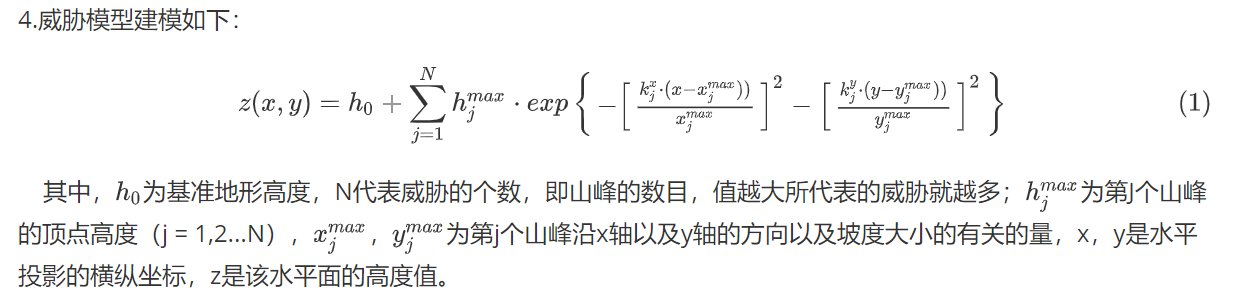 4.威胁模型建模如下：
z(x, y) = h_0 + \sum_{j=1}^{N} h_j^{max} \cdot exp\left\{ -\left[ \frac{k_j^x \cdot (x - x_j^{max}))}{x_j^{max}} \right]^2 - \left[ \frac{k_j^y \cdot (y - y_j^{max}))}{y_j^{max}} \right]^2 \right\} (1)
其中，h_0为基准地形高度，N代表威胁的个数，即山峰的数目，值越大所代表的威胁就越多；h_j^{max}为第J个山峰
的顶点高度（j = 1,2...N），x_j^{max}，y_j^{max}为第j个山峰沿x轴以及y轴的方向以及坡度大小的有关的量，x，y是水平
投影的横纵坐标，z是该水平面的高度值。